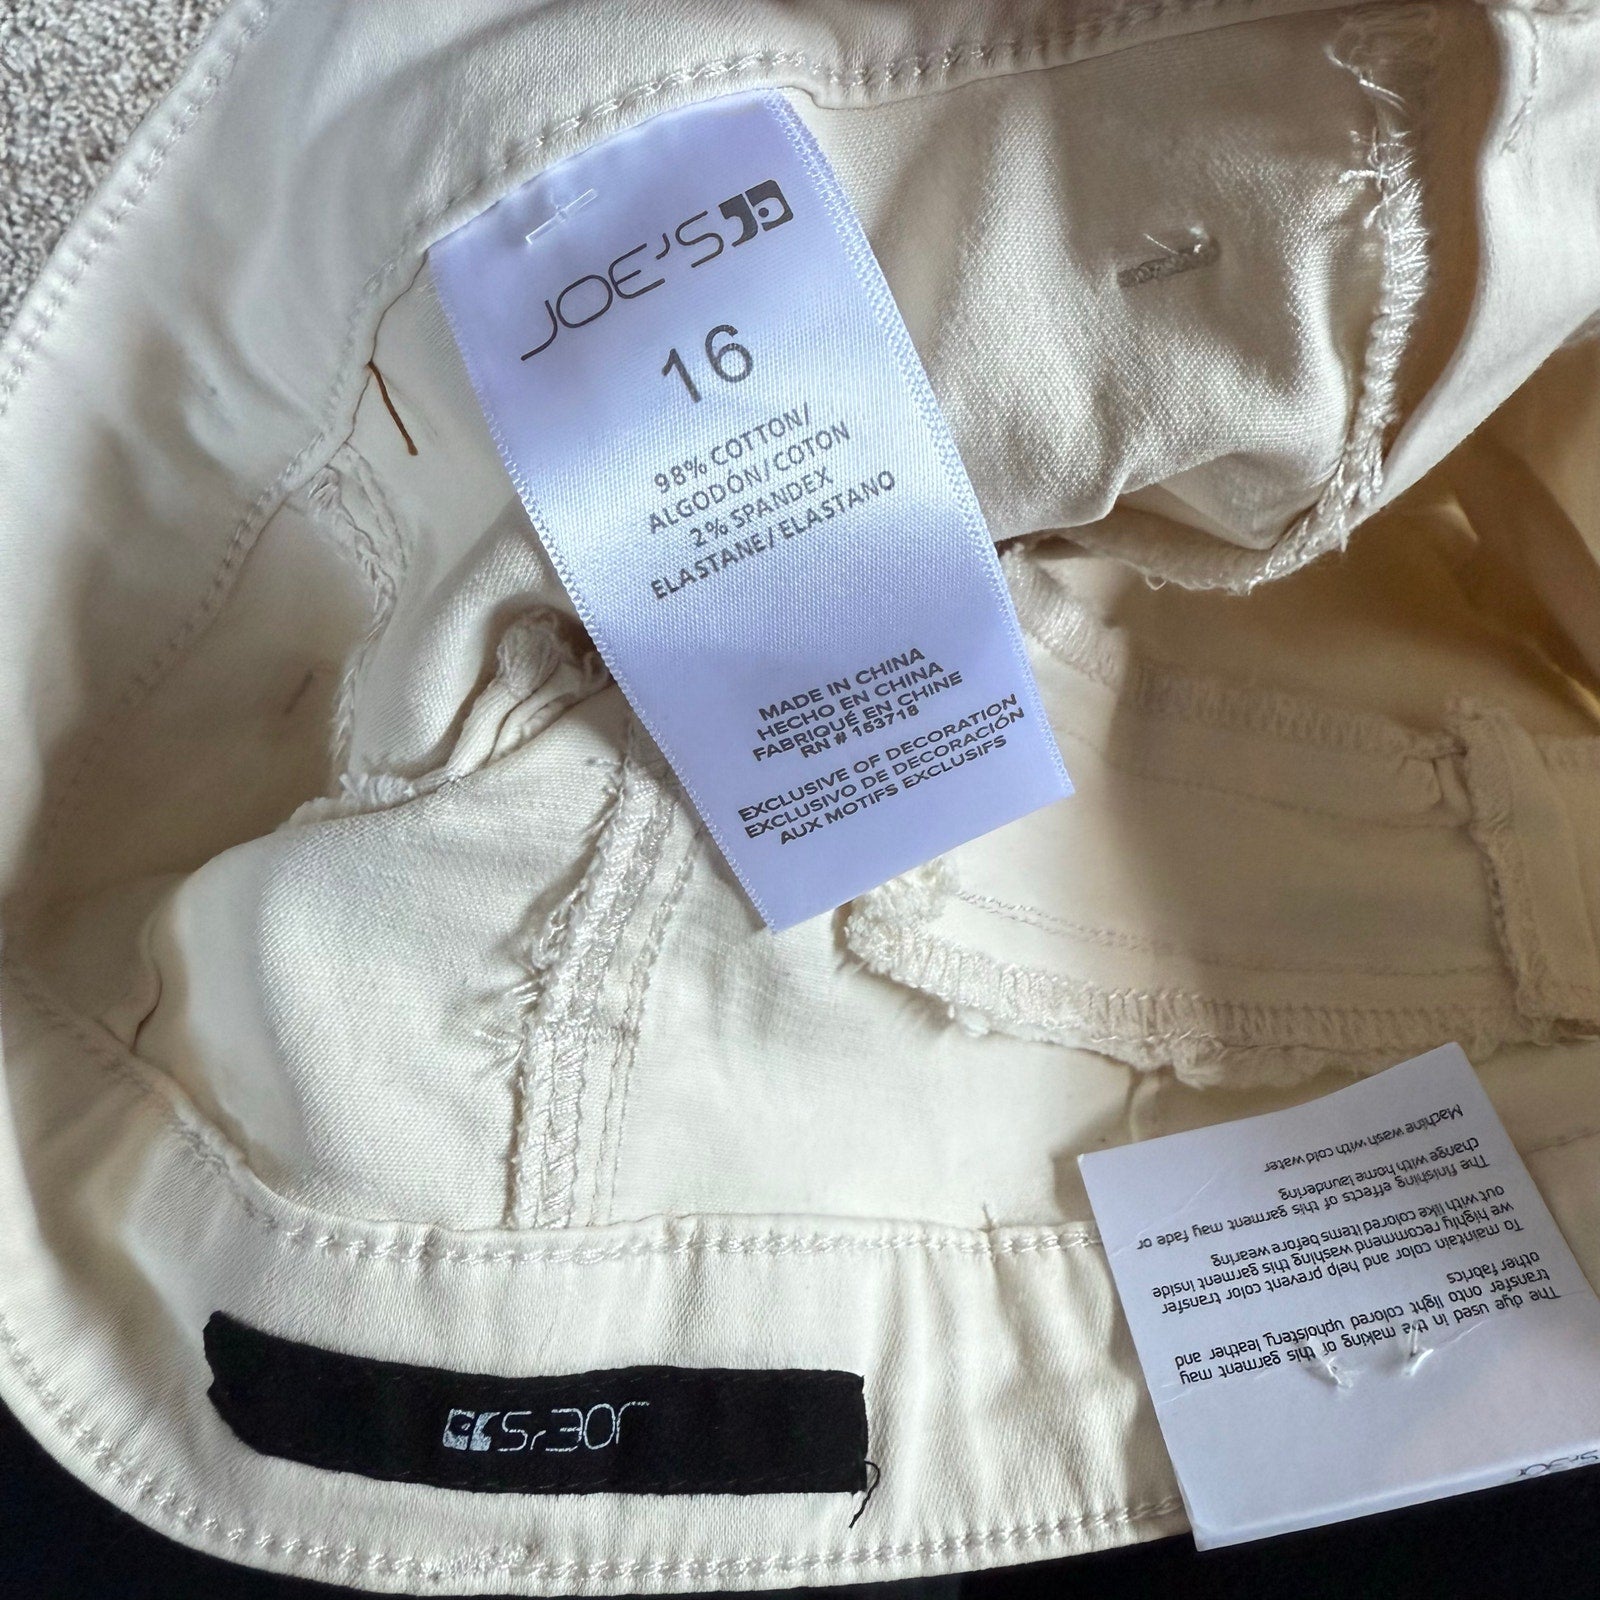 JOE'S
16
98% COTTON/
ALGODÓN/COTON
2% SPANDEX
ELASTANE/ELASTANO
MADE IN CHINA
HECHO EN CHINA
FABRIQUÉ EN CHINE
RN # 153718
EXCLUSIVE OF DECORATION
EXCLUSIVO DE DECORACIÓN
AUX MOTIFS EXCLUSIFS
JOE'S
The dye used in the making of this garment may
transfer onto light colored upholstery, leather and
other fabrics
To maintain color and help prevent color transfer
we highly recommend washing this garment inside
out with like colored items before wearing
The finishing effects of this garment may fade or
change with home laundering
Machine wash with cold water
JOE'S